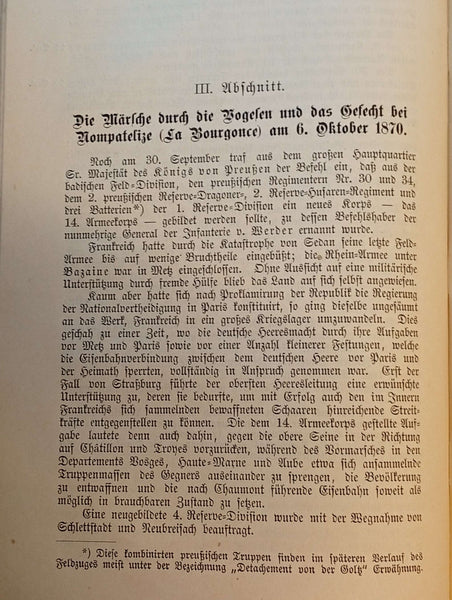 III. Abschnitt.
Die Märsche durch die Vogesen und das Gefecht bei
Nompatelize (La Bourgonce) am 6. Oktober 1870.
Noch am 30. September traf aus dem großen Hauptquartier
Sr. Majestät des Königs von Preußen der Befehl ein, daß aus der
badischen Feld-Division, den preußischen Regimentern Nr. 30 und 34,
dem 2. preußischen Reserve-Dragoner-, 2. Reserve-Husaren-Regiment und
drei Batterien*) der 1. Reserve-Division ein neues Korps — das
14. Armeekorps — gebildet werden sollte, zu dessen Befehlshaber der
nunmehrige General der Infanterie v. Werder ernannt wurde.
Frankreich hatte durch die Katastrophe von Sedan seine letzte Feld-
Armee bis auf wenige Bruchtheile eingebüßt; die Rhein-Armee unter
Bazaine war in Metz eingeschlossen. Ohne Aussicht auf eine militärische
Unterstützung durch fremde Hülfe blieb das Land auf sich selbst angewiesen.
Kaum aber hatte sich nach Proklamirung der Republik die Regierung
der Nationalvertheidigung in Paris konstituirt, so ging dieselbe ungesäumt
an das Werk, Frankreich in ein großes Kriegslager umzuwandeln. Dies
geschah zu einer Zeit, wo die deutsche Heeresmacht durch ihre Aufgaben
vor Metz und Paris sowie vor einer Anzahl kleinerer Festungen, welche
die Eisenbahnverbindung zwischen dem deutschen Heere vor Paris und
der Heimath sperrten, vollständig in Anspruch genommen war. Erst der
Fall von Straßburg führte der obersten Heeresleitung eine erwünschte
Unterstützung zu, deren sie bedurfte, um mit Erfolg auch den im Innern
Frankreichs sich sammelnden bewaffneten Schaaren hinreichende Streit-
kräfte entgegenstellen zu können. Die dem 14. Armeekorps gestellte Auf-
gabe lautete denn auch dahin, gegen die obere Seine in der Richtung
auf Châtillon und Troyes vorzurücken, während des Vormarsches in den
Departements Vosges, Haute-Marne und Aube etwa sich ansammelnde
Truppenmassen des Gegners auseinander zu sprengen, die Bevölkerung
zu entwaffnen und die nach Chaumont führende Eisenbahn soweit als
möglich in brauchbaren Zustand zu setzen.
Eine neugebildete 4. Reserve-Division wurde mit der Wegnahme von
Schlettstadt und Neubreisach beauftragt.
*) Diese kombinirten preußischen Truppen finden im späteren Verlauf des
Feldzuges meist unter der Bezeichnung „Detachement von der Goltz“ Erwähnung.